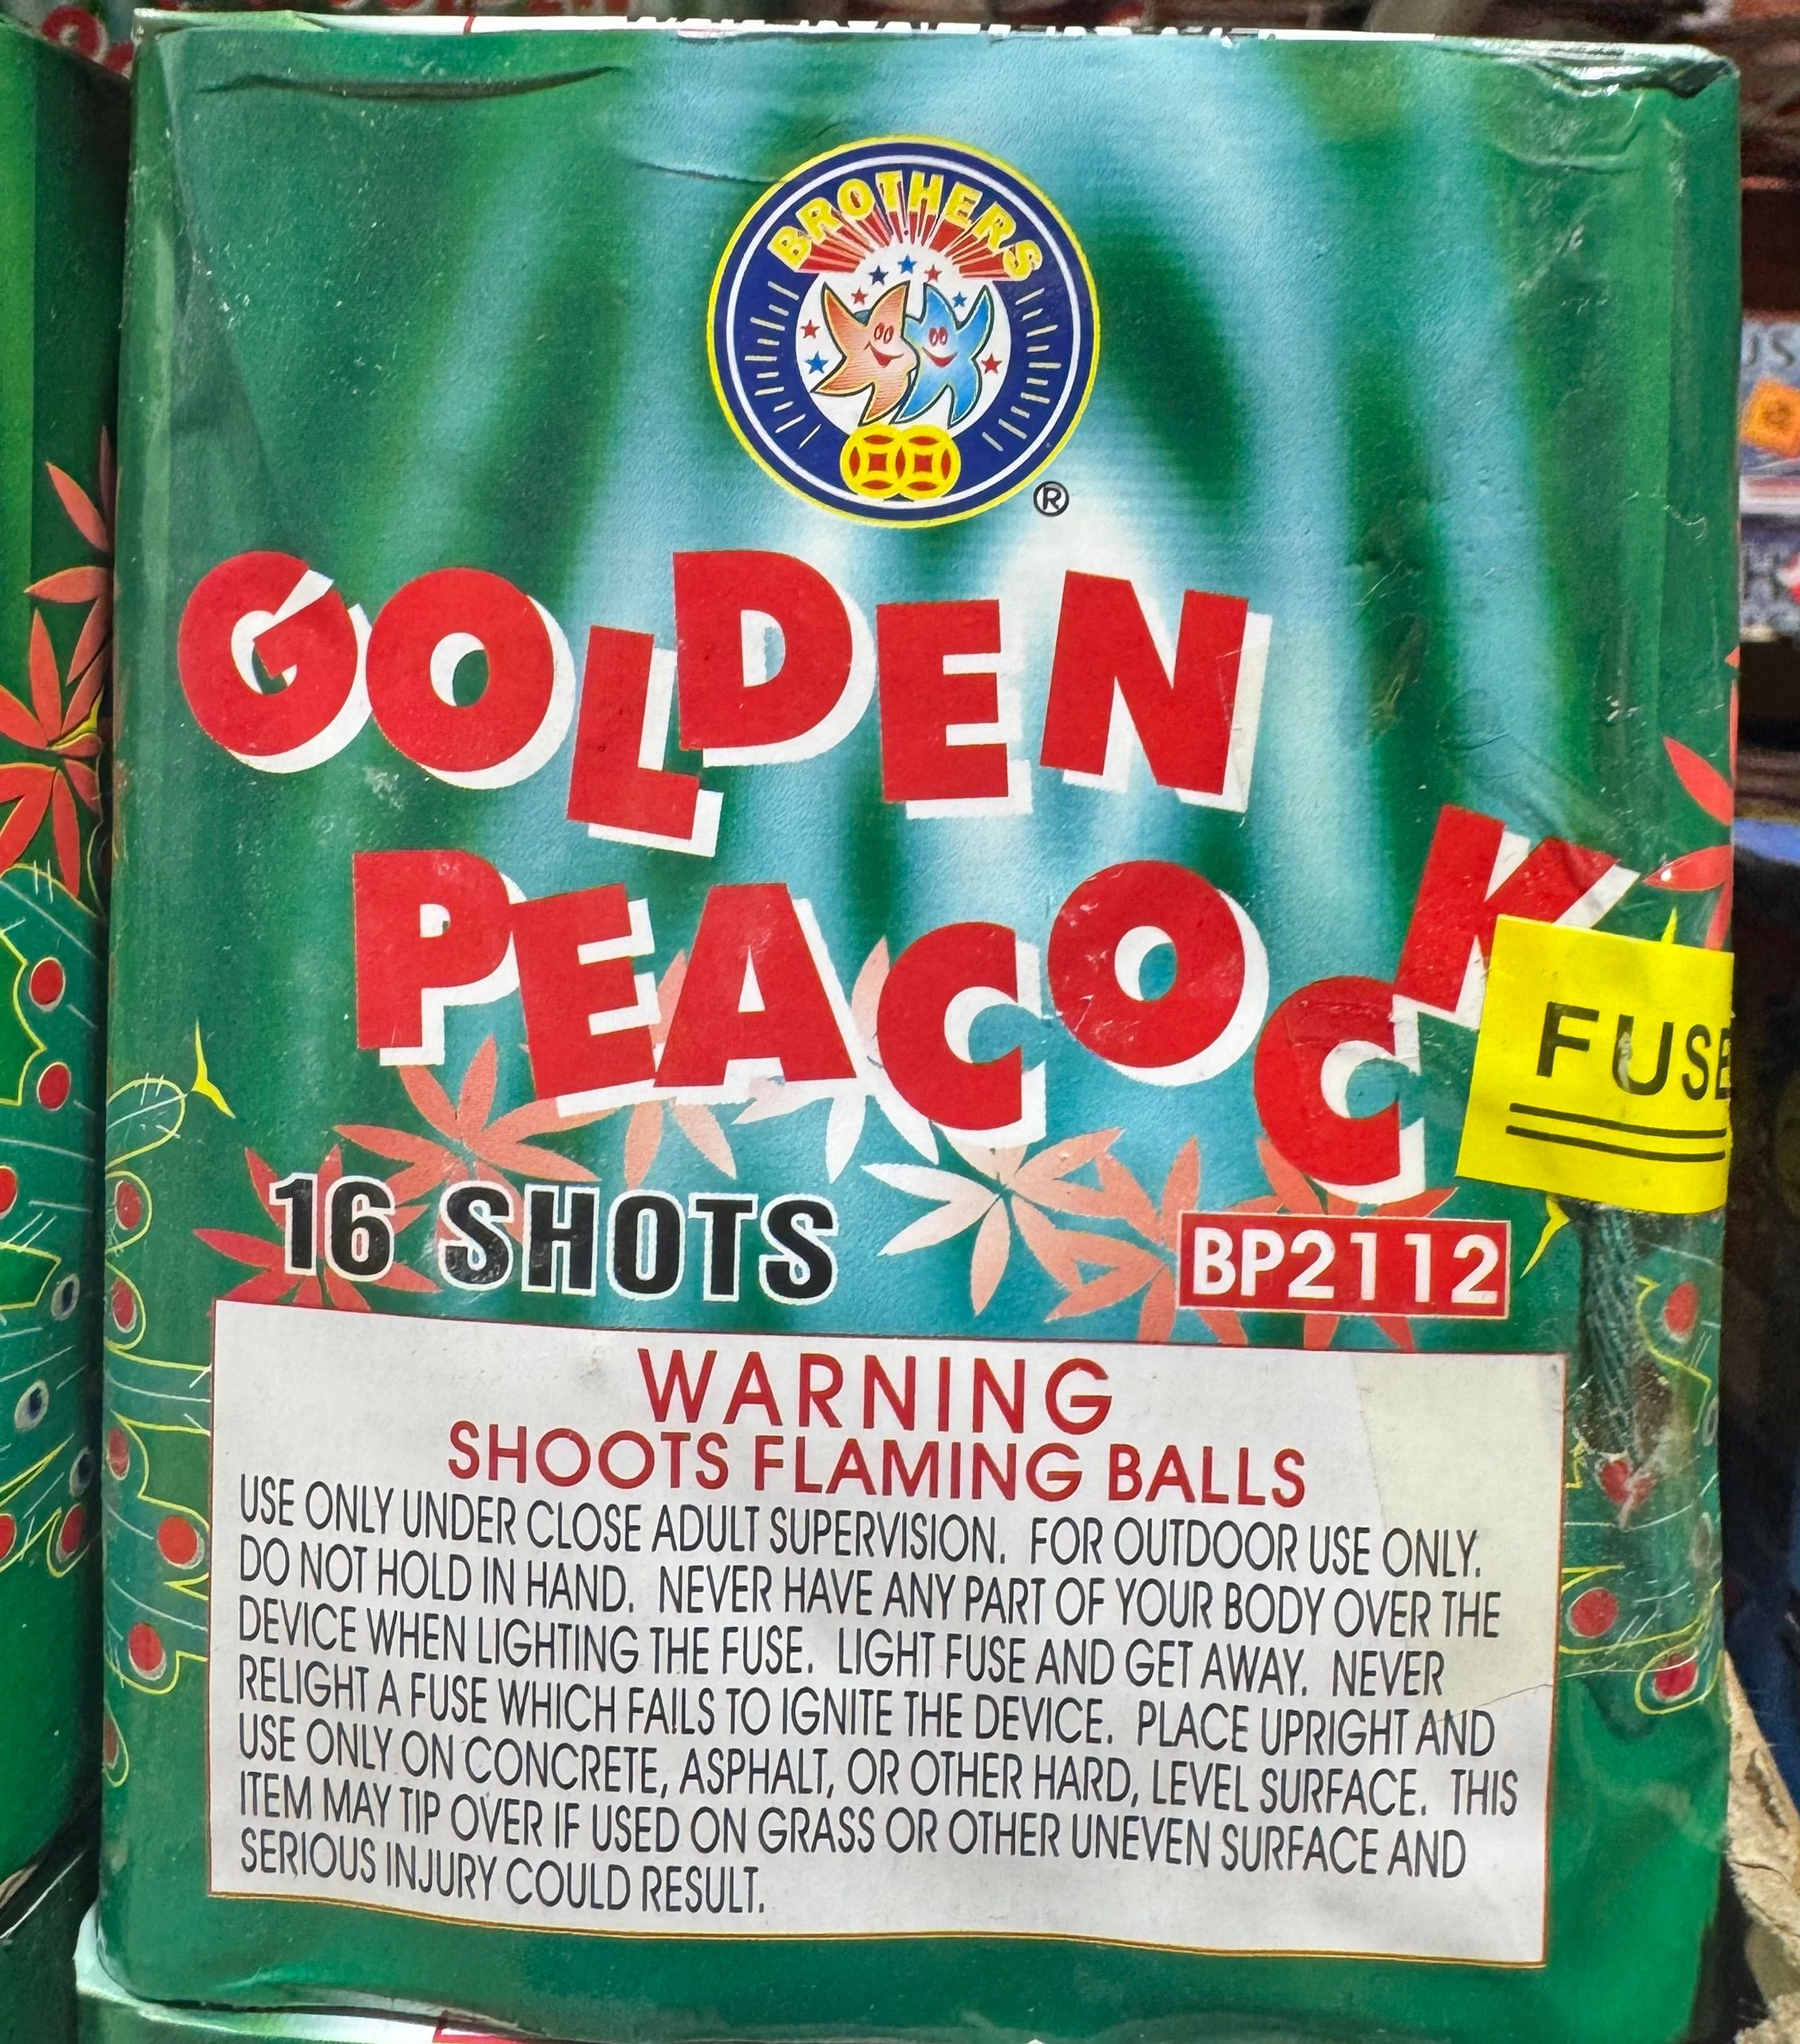 BROTHERS
®
GOLDEN
PEACOCK
FUSE
16 SHOTS
BP2112
WARNING
SHOOTS FLAMING BALLS
USE ONLY UNDER CLOSE ADULT SUPERVISION. FOR OUTDOOR USE ONLY.
DO NOT HOLD IN HAND. NEVER HAVE ANY PART OF YOUR BODY OVER THE
DEVICE WHEN LIGHTING THE FUSE. LIGHT FUSE AND GET AWAY. NEVER
RELIGHT A FUSE WHICH FAILS TO IGNITE THE DEVICE. PLACE UPRIGHT AND
USE ONLY ON CONCRETE, ASPHALT, OR OTHER HARD, LEVEL SURFACE. THIS
ITEM MAY TIP OVER IF USED ON GRASS OR OTHER UNEVEN SURFACE AND
SERIOUS INJURY COULD RESULT.